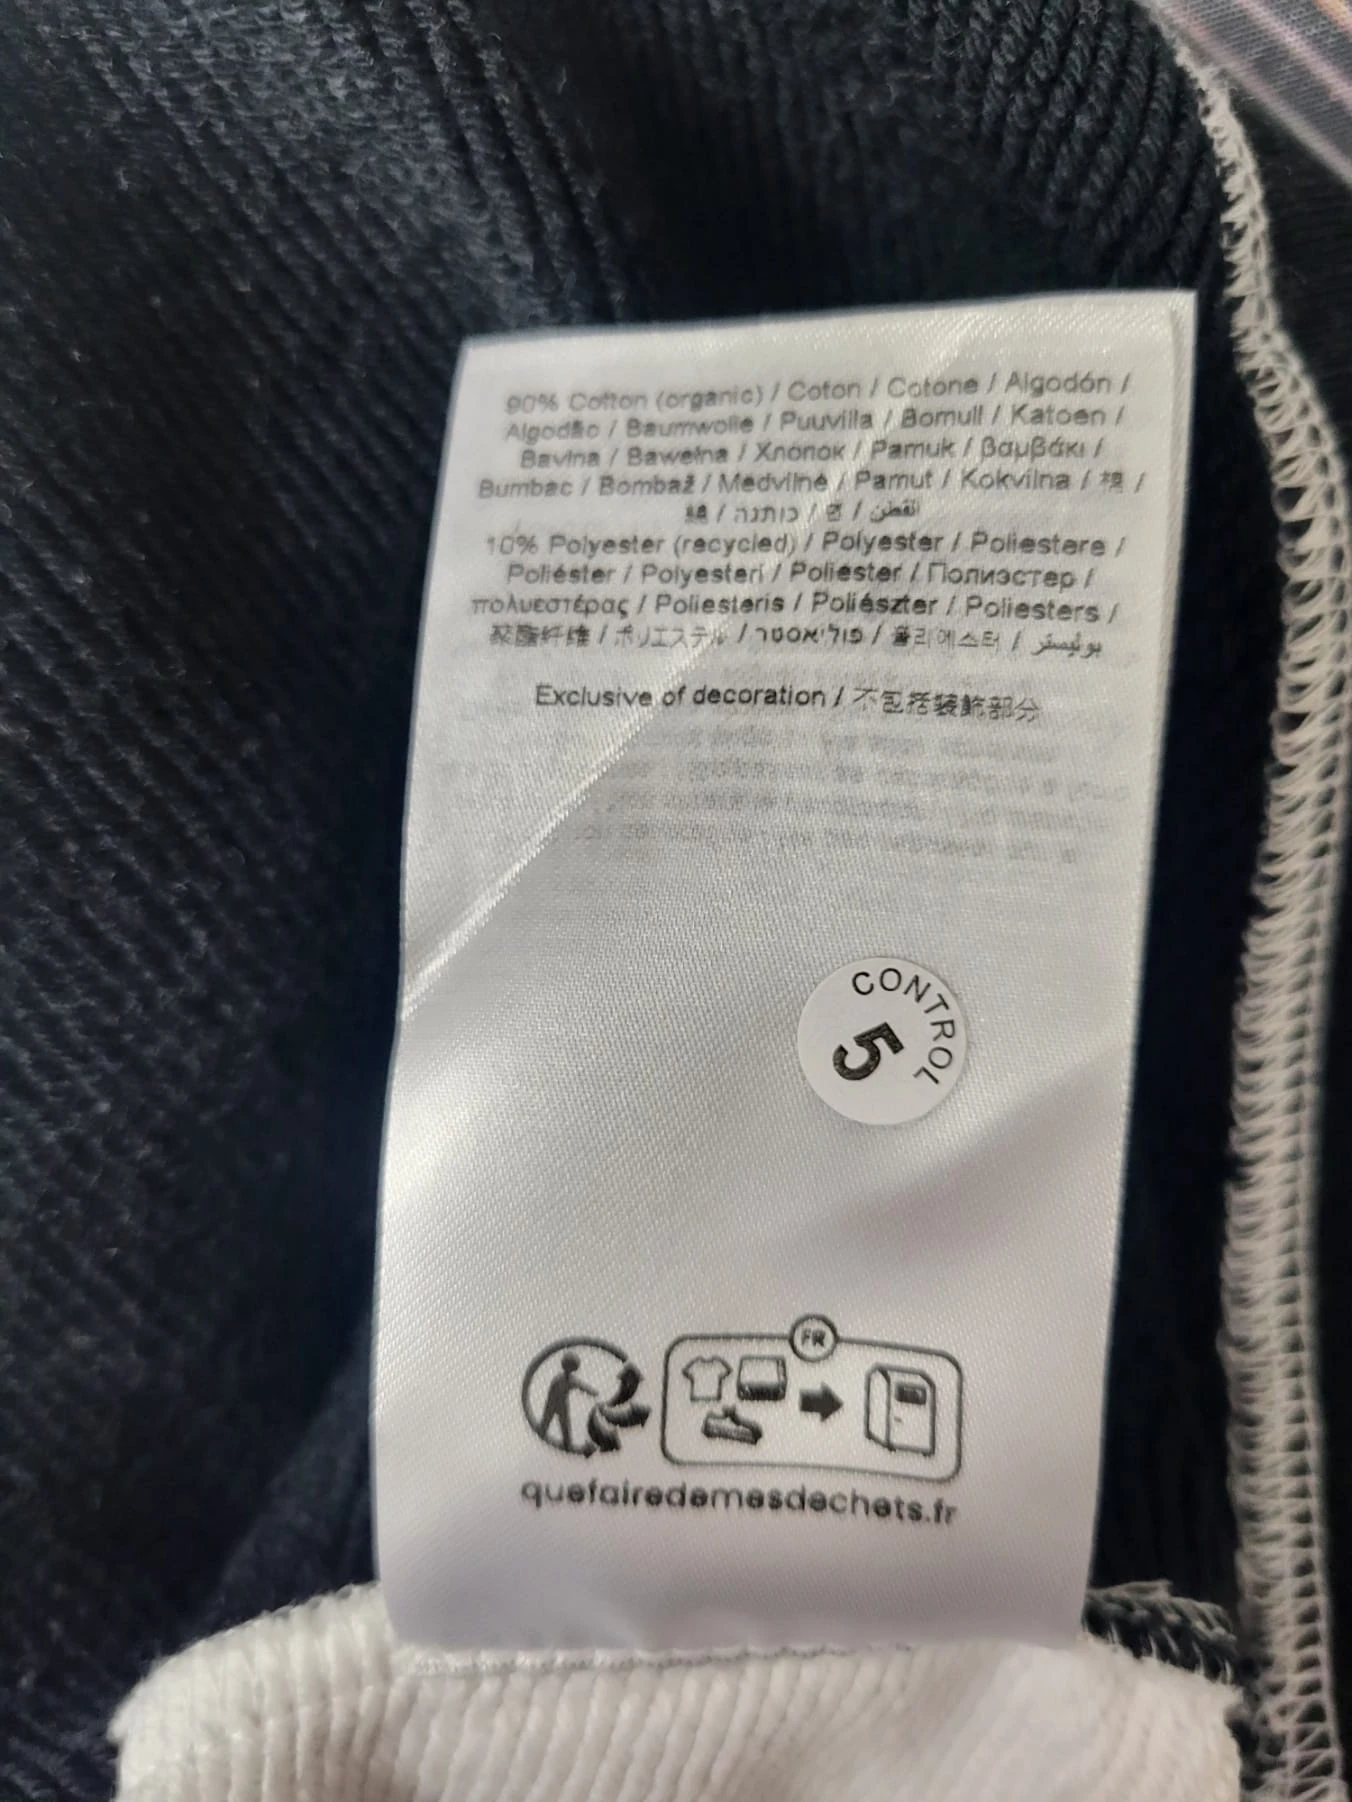 90% Cotton (organic) / Coton / Cotone / Algodón /
Algodão / Baumwolle / Puuvilla / Bomull / Katoen /
Bavlna / Bawełna / Хлопок / Pamuk / βαμβάκι /
Bumbac / Bombaž / Medvilnė / Pamut / Kokvilna / 棉 /
綿 / כותנה / 면 / القطن
10% Polyester (recycled) / Polyester / Poliestere /
Poliéster / Polyesteri / Poliester / Полиэстер /
πολυεστέρας / Poliesteris / Poliészter / Poliesters /
聚酯纤维 / ポリエステル / פוליאסטר / 폴리에스터 / بوليستر
Exclusive of decoration / 不包括装飾部分
CONTROL
5
FR
quefairedemesdechets.fr